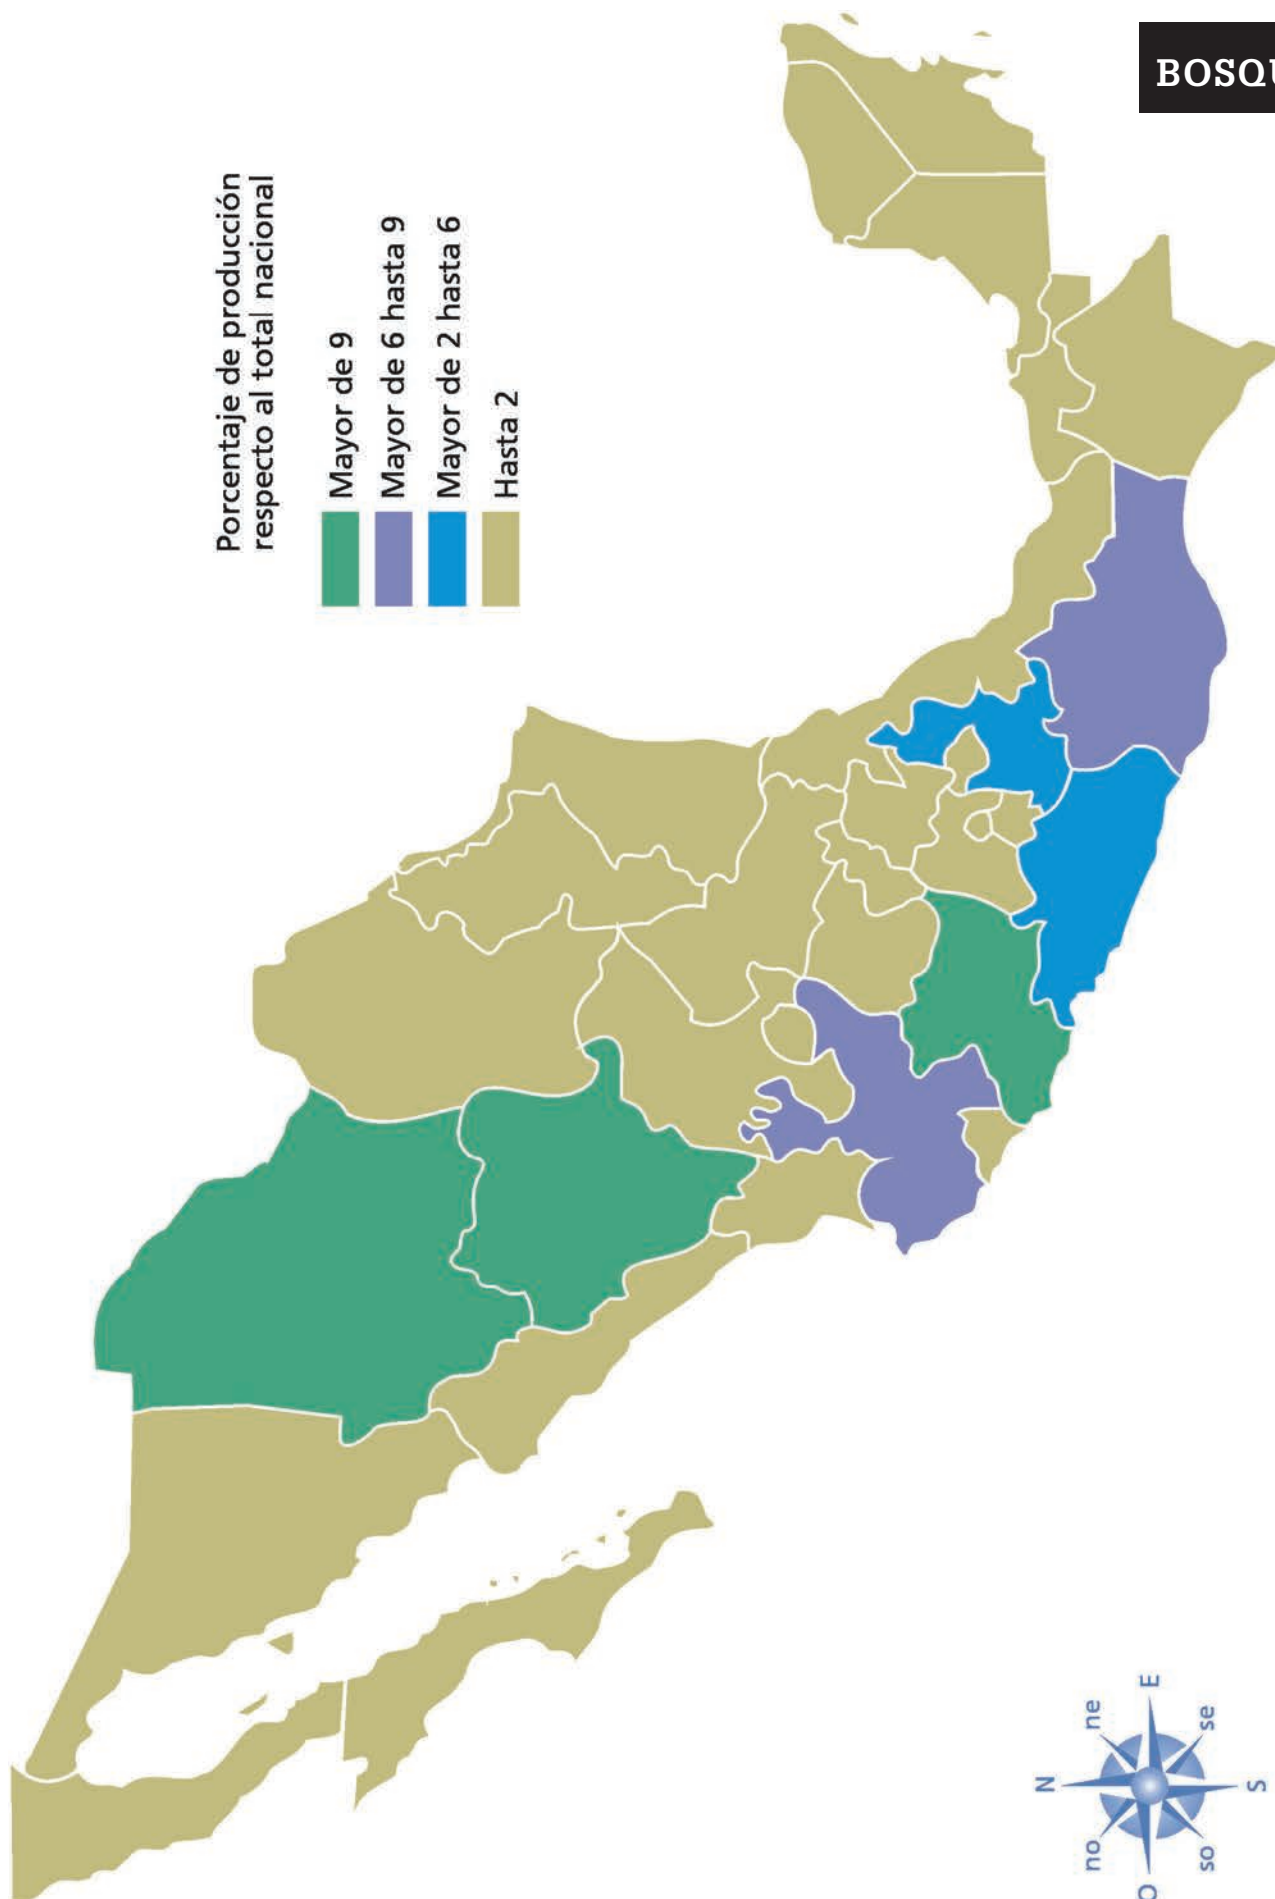 BOSQU
Porcentaje de producción
respecto al total nacional
Mayor de 9
Mayor de 6 hasta 9
Mayor de 2 hasta 6
Hasta 2
N
no
ne
O
E
so
se
S